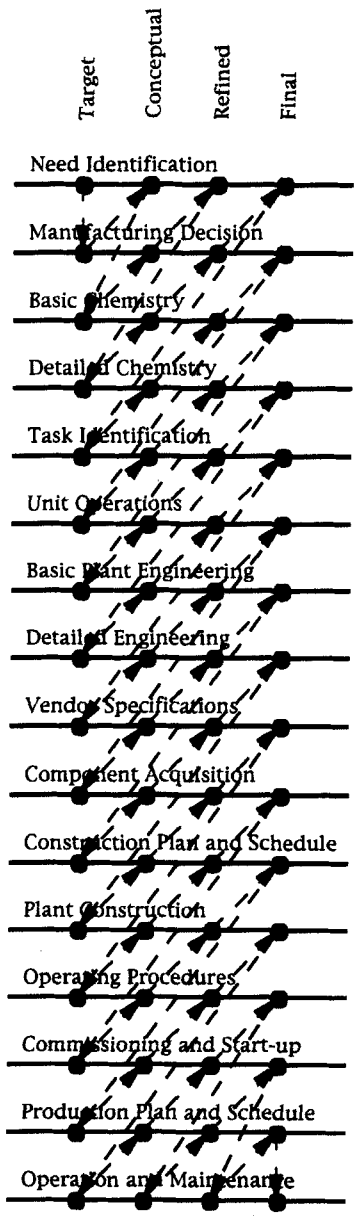 Target
Conceptual
Refined
Final
Need Identification
Manufacturing Decision
Basic Chemistry
Detailed Chemistry
Task Identification
Unit Operations
Basic Plant Engineering
Detailed Engineering
Vendor Specifications
Component Acquisition
Construction Plan and Schedule
Plant Construction
Operating Procedures
Commissioning and Start-up
Production Plan and Schedule
Operation and Maintenance